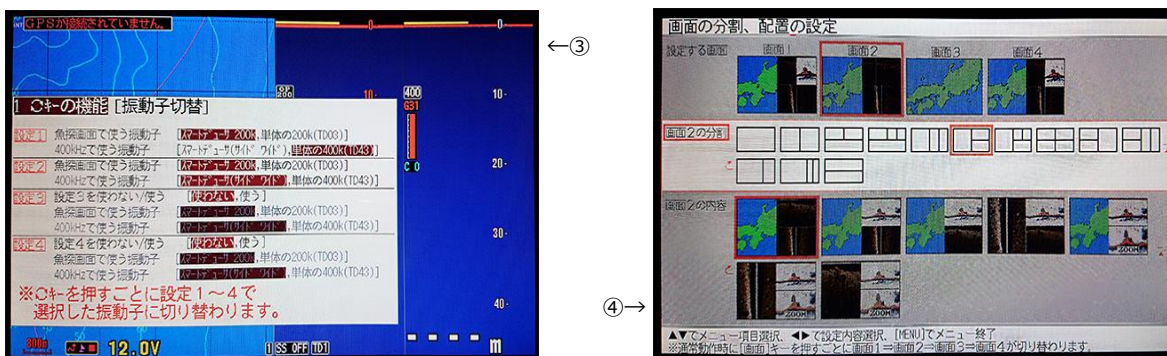 GPSが接続されていません。
0
0
OP
200
10
400
10
G31
1 キーの機能 [振動子切替]
設定1 魚探画面で使う振動子 [スマートデューサ 200k,単体の200k(TD03)]
400kHzで使う振動子 [スマートデューサ(サイド ワイド),単体の400k(TD43)]
設定2 魚探画面で使う振動子 [スマートデューサ 200k,単体の200k(TD03)]
400kHzで使う振動子 [スマートデューサ(サイド ワイド),単体の400k(TD43)]
C 0
20
設定3 設定3を使わない/使う [使わない,使う]
魚探画面で使う振動子 [スマートデューサ 200k,単体の200k(TD03)]
400kHzで使う振動子 [スマートデューサ(サイド ワイド),単体の400k(TD43)]
30
設定4 設定4を使わない/使う [使わない,使う]
魚探画面で使う振動子 [スマートデューサ 200k,単体の200k(TD03)]
400kHzで使う振動子 [スマートデューサ(サイド ワイド),単体の400k(TD43)]
※キーを押すごとに設定1~4で
選択した振動子に切り替わります。
40
800m
12.0V
1 SS OFF TD1
m
←③
④→
画面の分割、配置の設定
設定する画面 画面1 画面2 画面3 画面4
画面2の分割
画面2の内容
ZOOM
ZOOM
ZOOM
▲▼でメニュー項目選択、◀▶で設定内容選択、[MENU]でメニュー終了
※通常動作時に[画面]キーを押すごとに画面1⇒画面2⇒画面3⇒画面4が切り替わります。